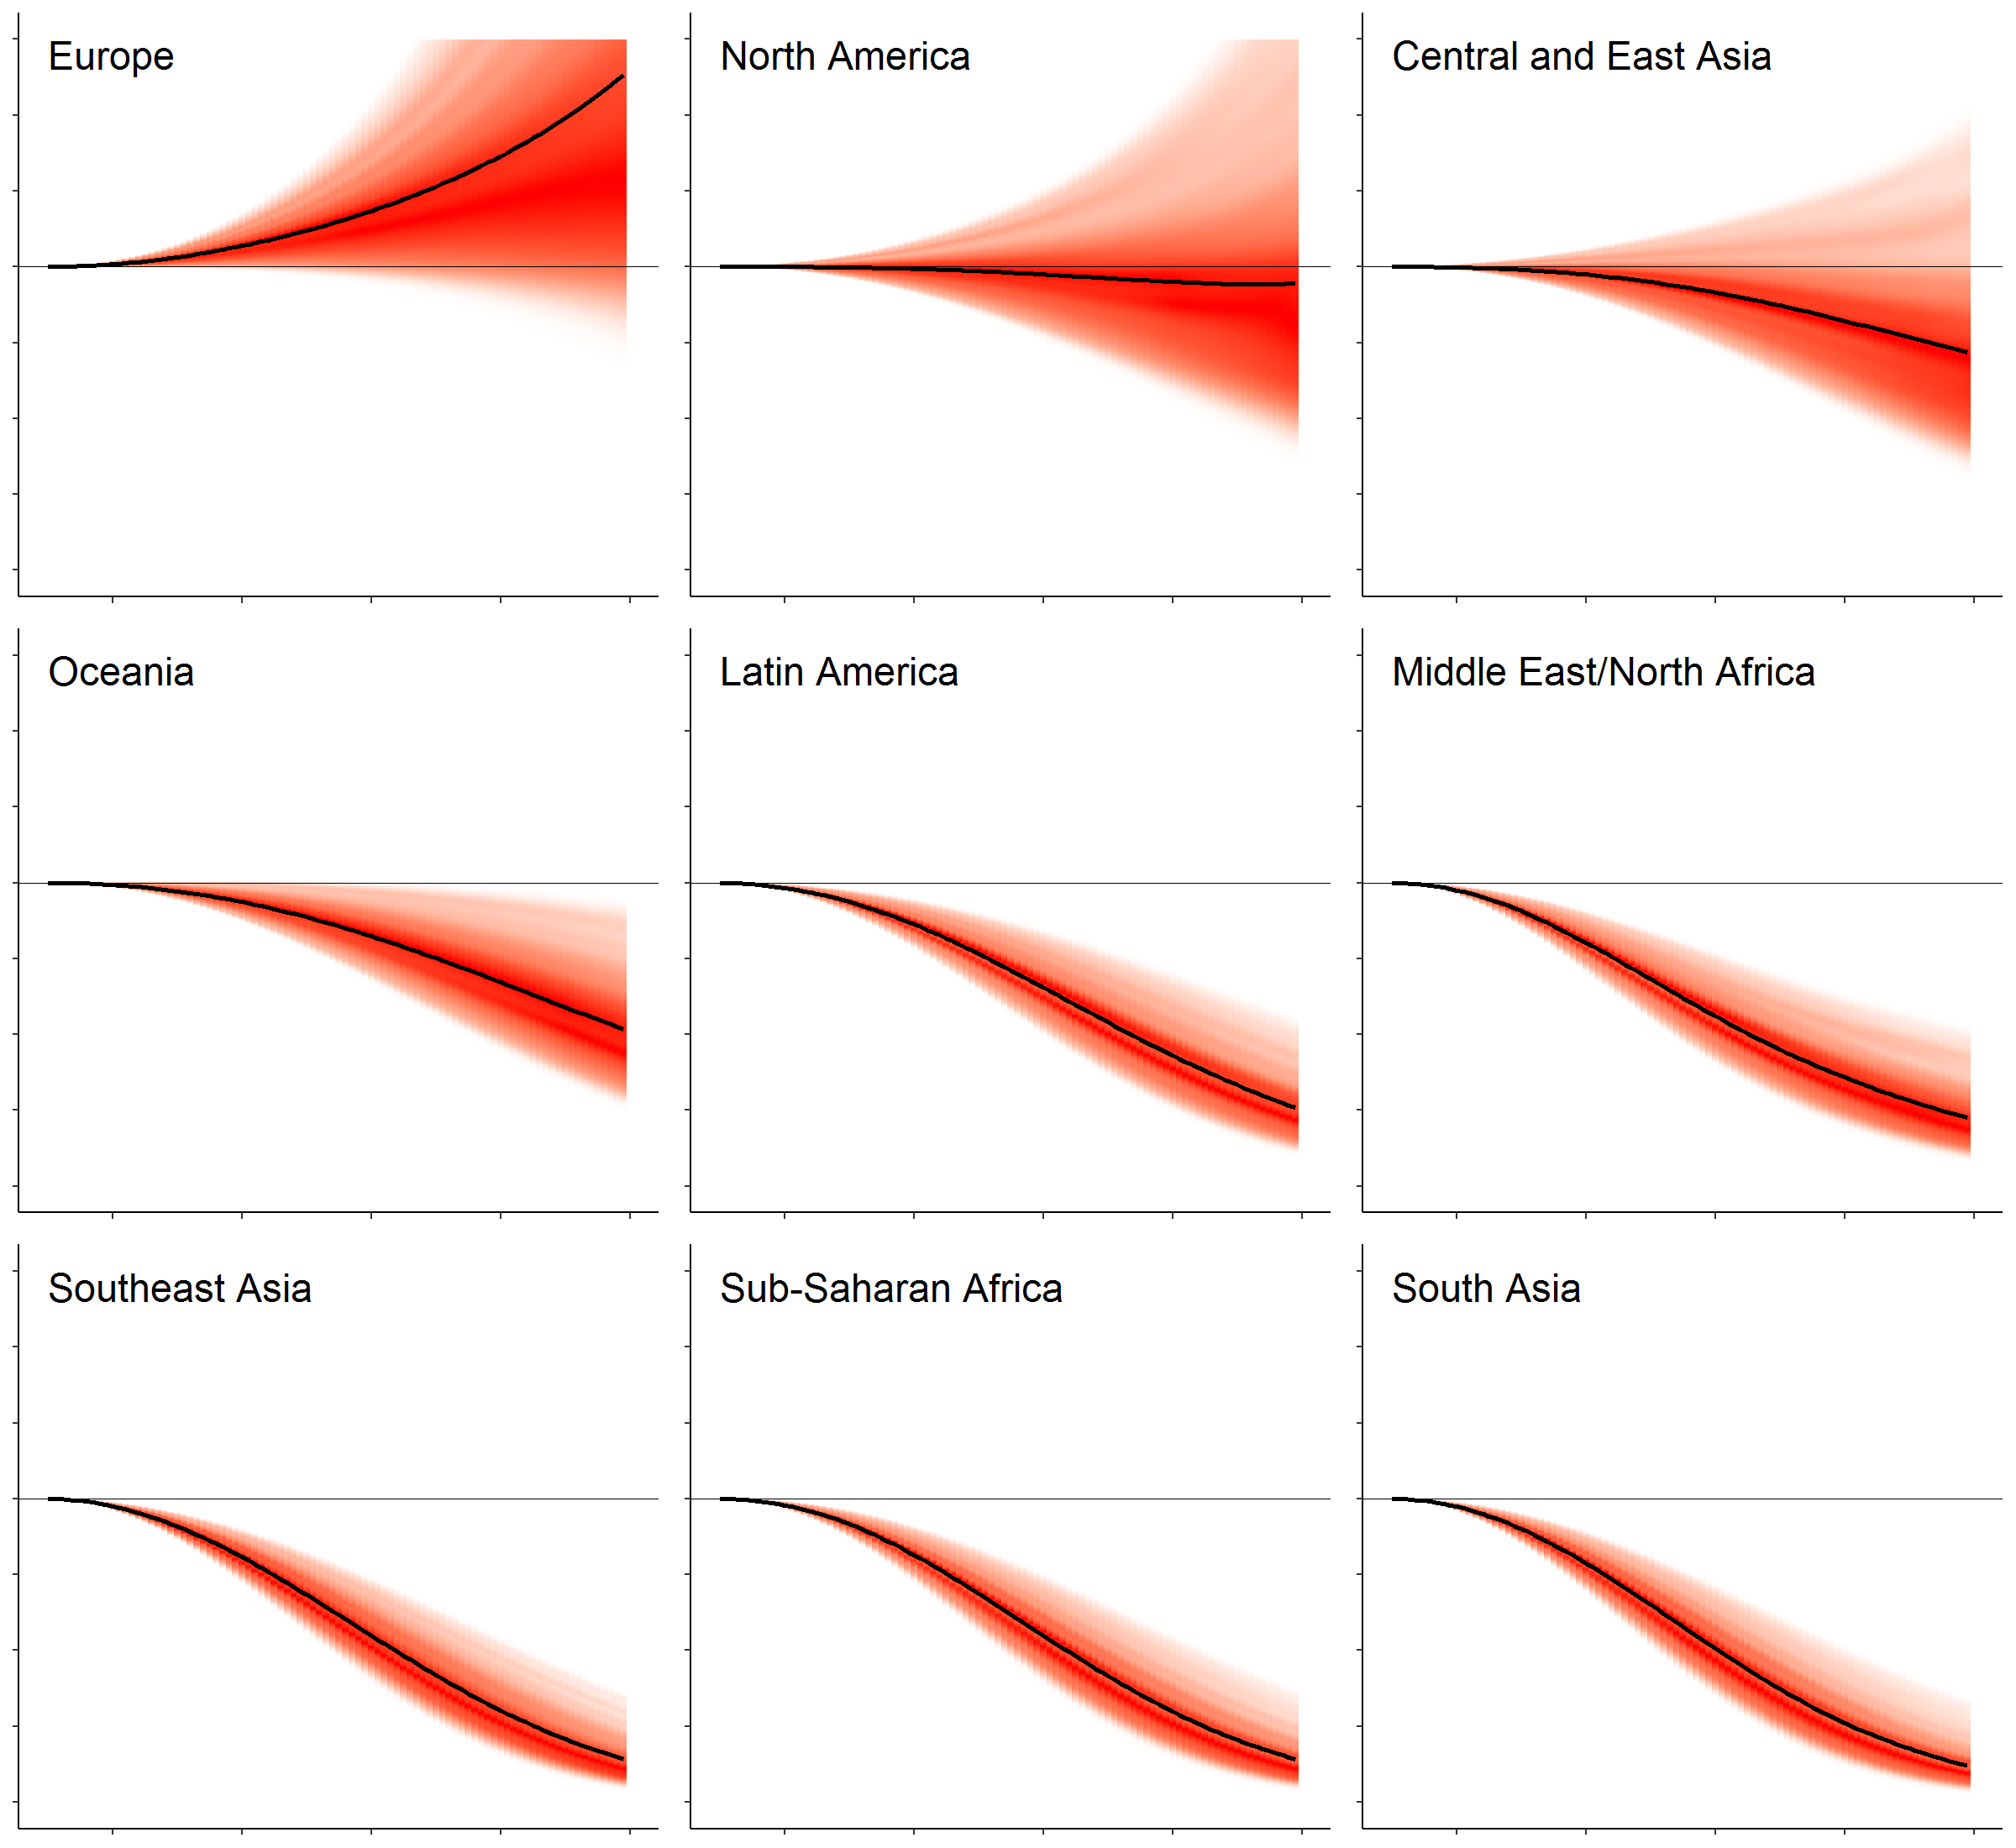 Europe
North America
Central and East Asia
Oceania
Latin America
Middle East/North Africa
Southeast Asia
Sub-Saharan Africa
South Asia